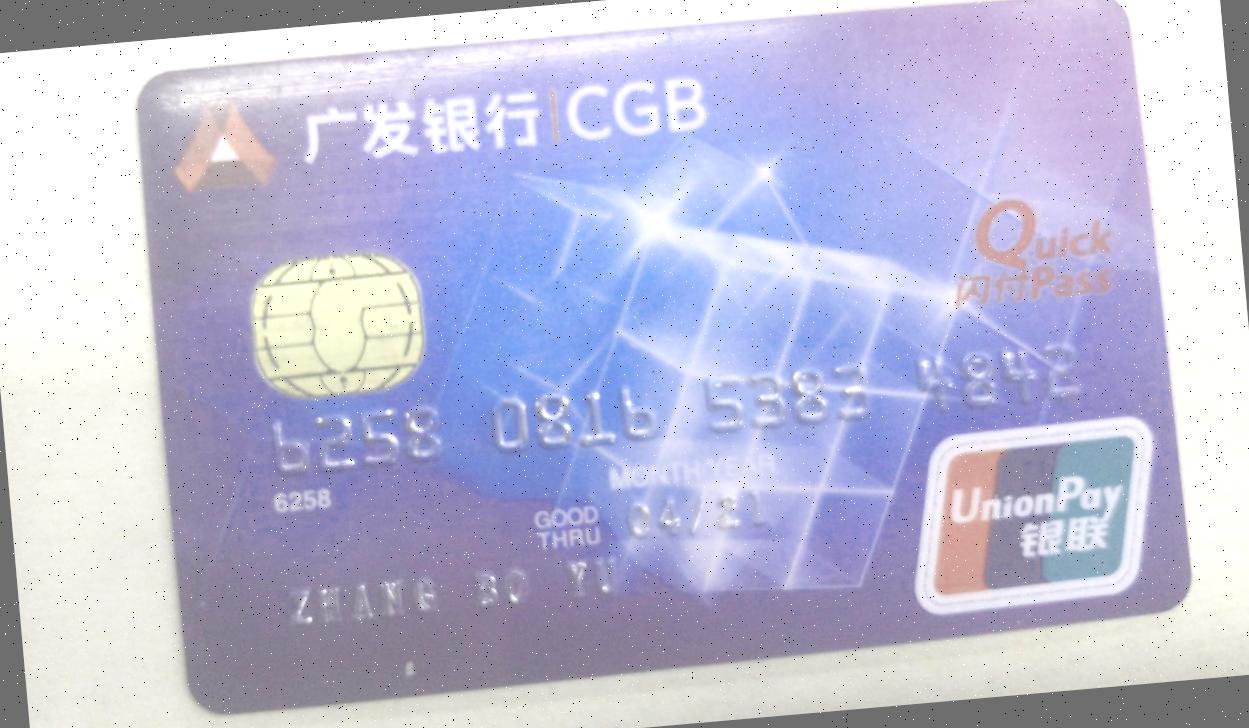 广发银行|CGB
Quick
闪付Pass
6258 0816 5383 4842
6258
MONTH/YEAR
GOOD THRU 04/21
ZHANG BO YU
UnionPay
银联